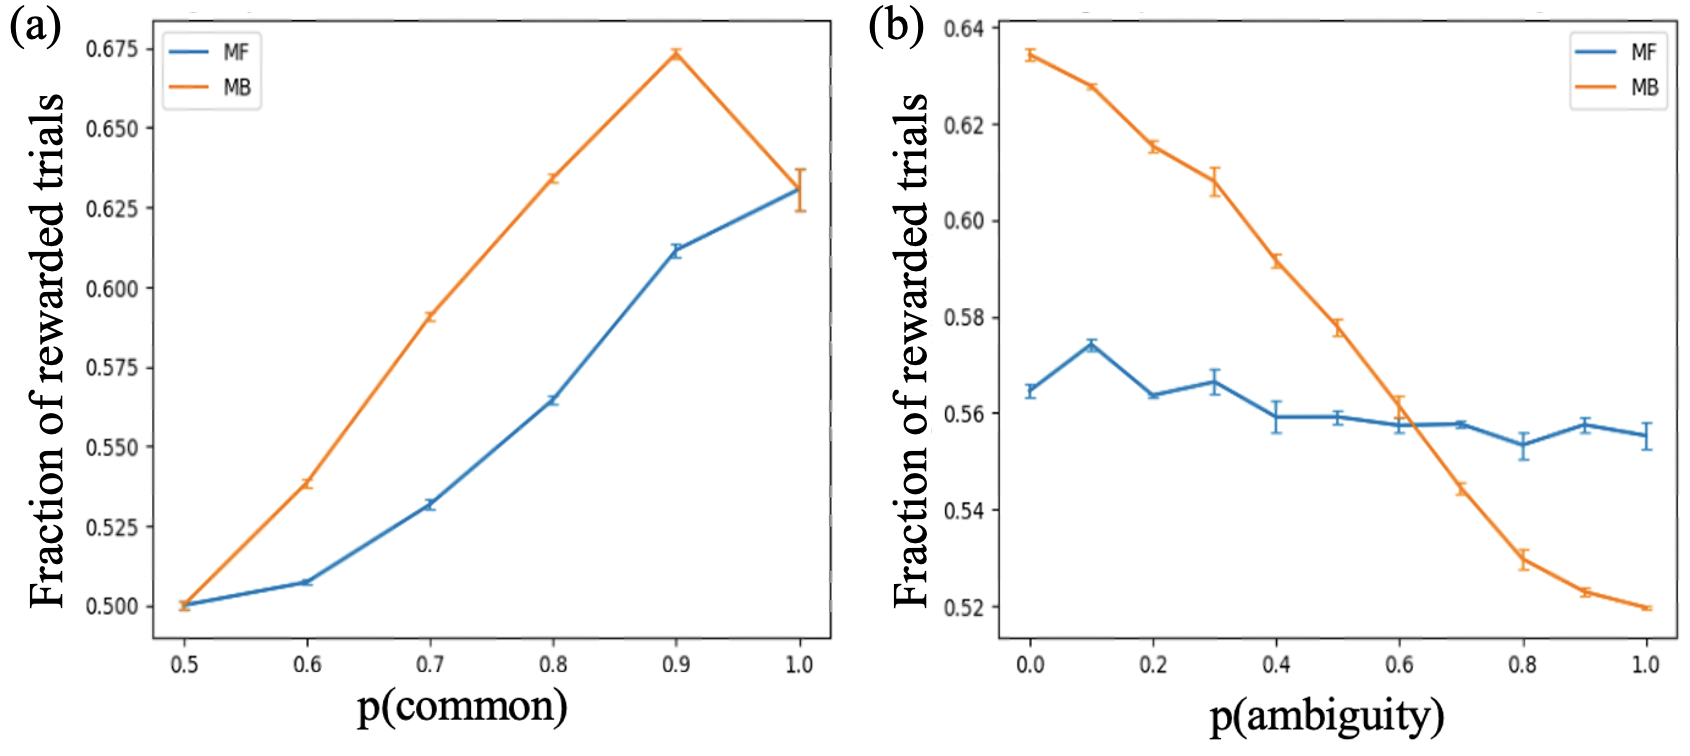 (a)
MF
MB
Fraction of rewarded trials
0.675
0.650
0.625
0.600
0.575
0.550
0.525
0.500
0.5 0.6 0.7 0.8 0.9 1.0
p(common)
(b)
MF
MB
Fraction of rewarded trials
0.64
0.62
0.60
0.58
0.56
0.54
0.52
0.0 0.2 0.4 0.6 0.8 1.0
p(ambiguity)